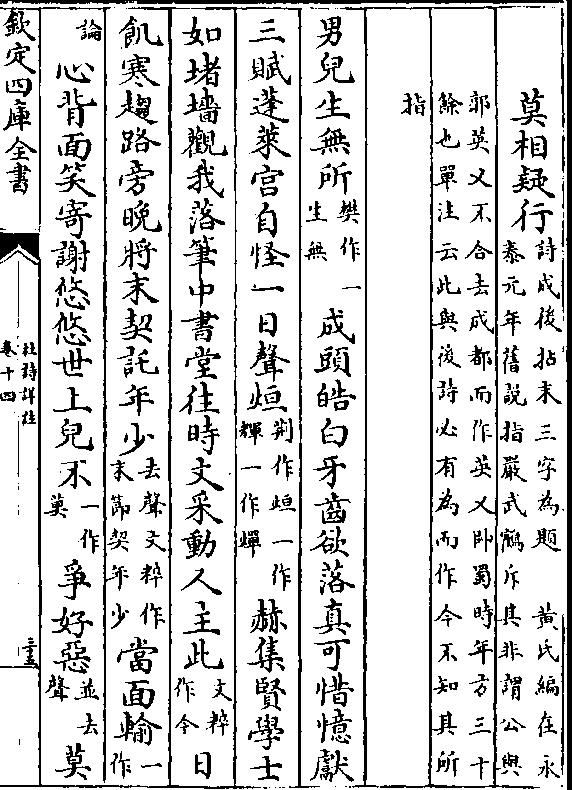 莫相疑行詩成後拈末三字為題 黃氏編在永
泰元年舊説指嚴武鶴斥其非謂公與
郭英乂不合去成都而作英乂帥蜀時年方三十
餘也單注云此與後詩必有為而作今不知其所
指
男兒生無所樊作一生無成頭皓白牙齒欲落真可惜憶獻
三賦蓬萊宮自怪一日聲烜荆作烜一作輝一作燀赫集賢學士
如堵墻觀我落筆中書堂往時文采動人主此文粹作今日
飢寒趨路旁晚將末契託年少去聲文粹作末節契年少當面輸一作
論心背面笑寄謝悠悠世上兒不一作莫爭好惡並去聲莫
欽定四庫全書
杜詩詳註
卷十四